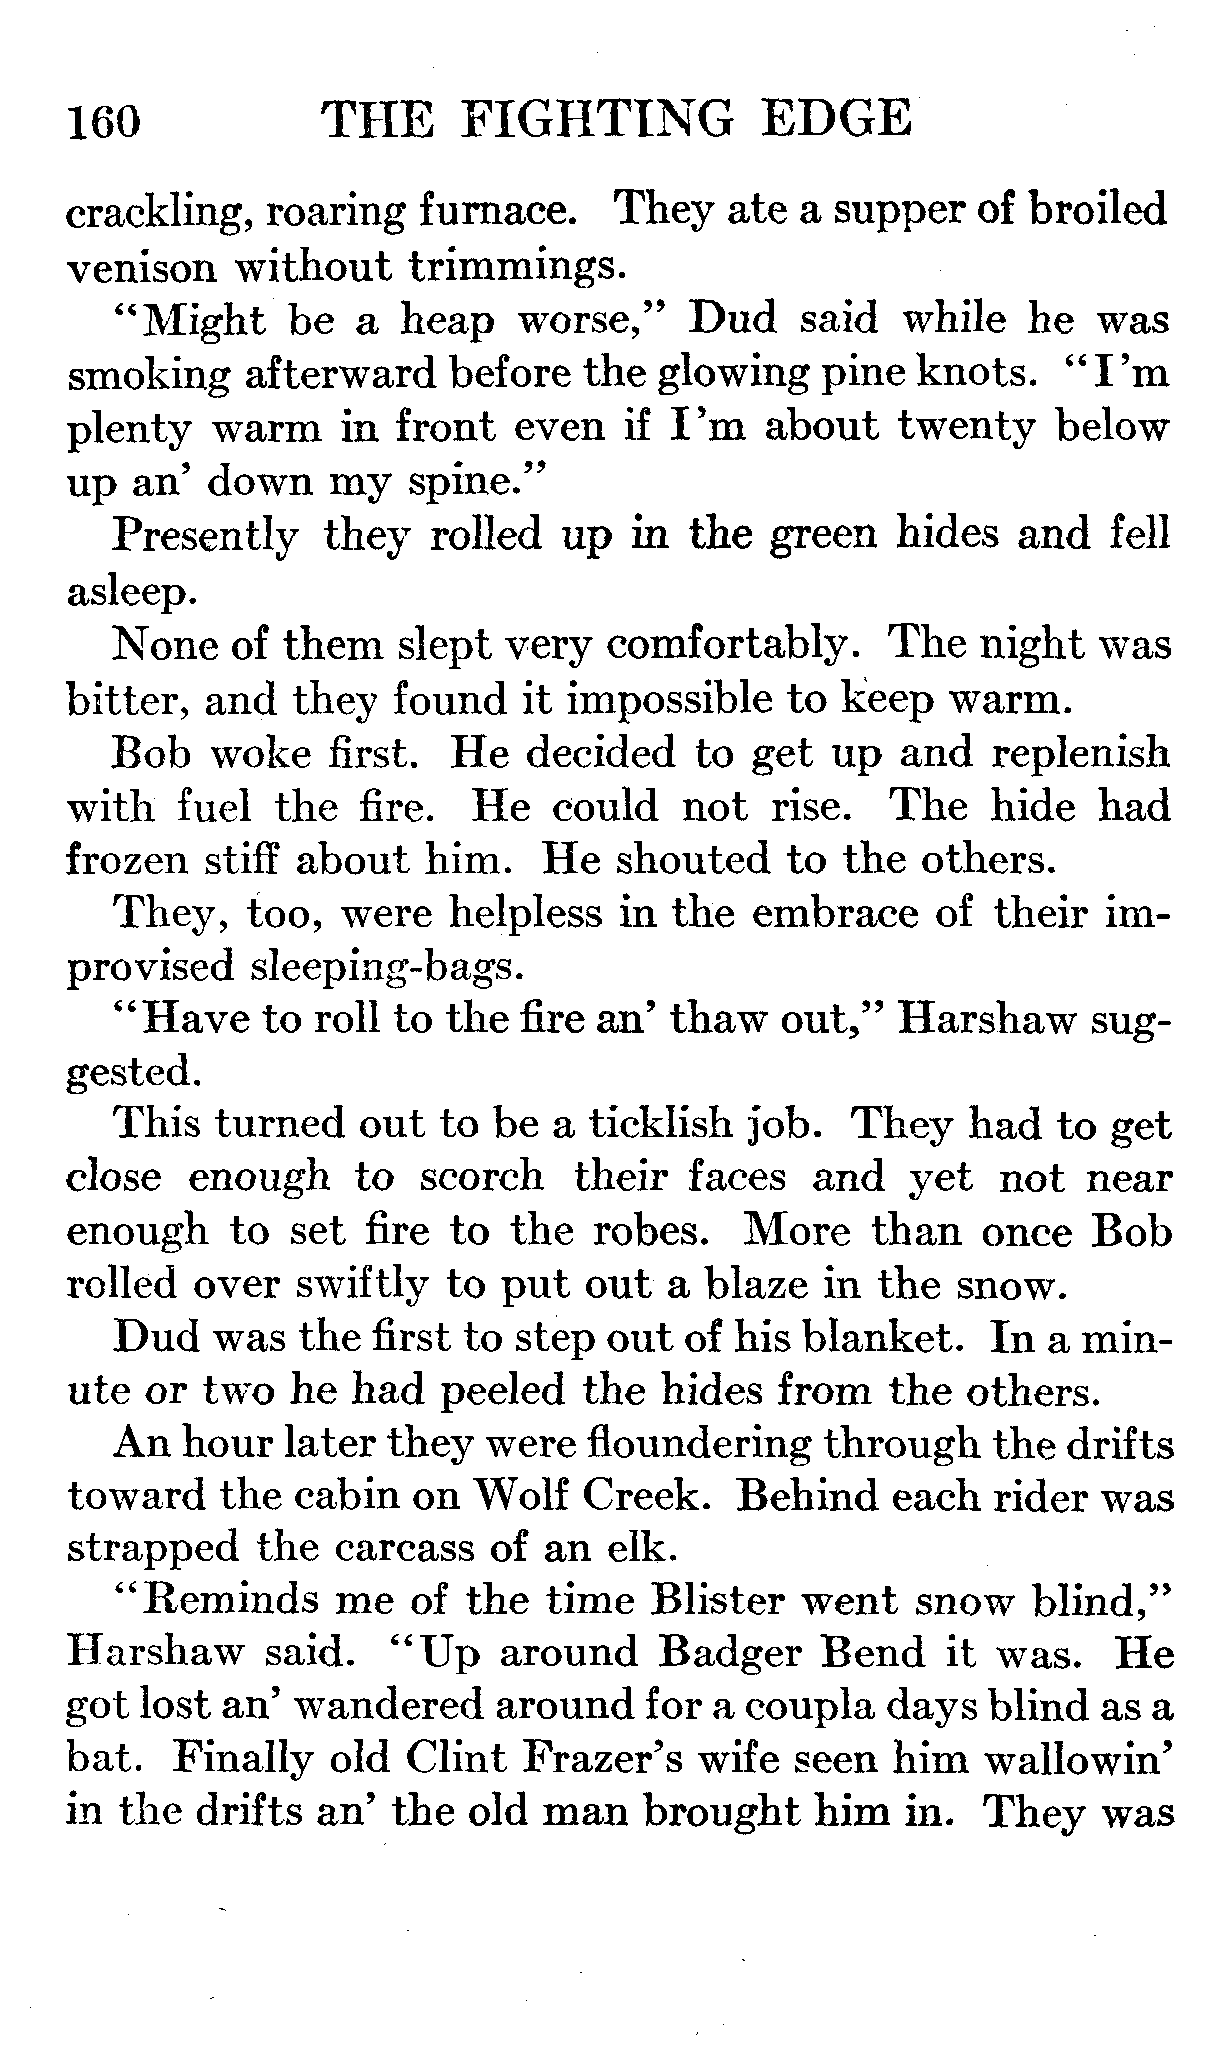 160 THE FIGHTING EDGE
crackling, roaring furnace. They ate a supper of broiled
venison without trimmings.
“Might be a heap worse,” Dud said while he was
smoking afterward before the glowing pine knots. “I’m
plenty warm in front even if I’m about twenty below
up an’ down my spine.”
Presently they rolled up in the green hides and fell
asleep.
None of them slept very comfortably. The night was
bitter, and they found it impossible to keep warm.
Bob woke first. He decided to get up and replenish
with fuel the fire. He could not rise. The hide had
frozen stiff about him. He shouted to the others.
They, too, were helpless in the embrace of their im-
provised sleeping-bags.
“Have to roll to the fire an’ thaw out,” Harshaw sug-
gested.
This turned out to be a ticklish job. They had to get
close enough to scorch their faces and yet not near
enough to set fire to the robes. More than once Bob
rolled over swiftly to put out a blaze in the snow.
Dud was the first to step out of his blanket. In a min-
ute or two he had peeled the hides from the others.
An hour later they were floundering through the drifts
toward the cabin on Wolf Creek. Behind each rider was
strapped the carcass of an elk.
“Reminds me of the time Blister went snow blind,”
Harshaw said. “Up around Badger Bend it was. He
got lost an’ wandered around for a coupla days blind as a
bat. Finally old Clint Frazer’s wife seen him wallowin’
in the drifts an’ the old man brought him in. They was